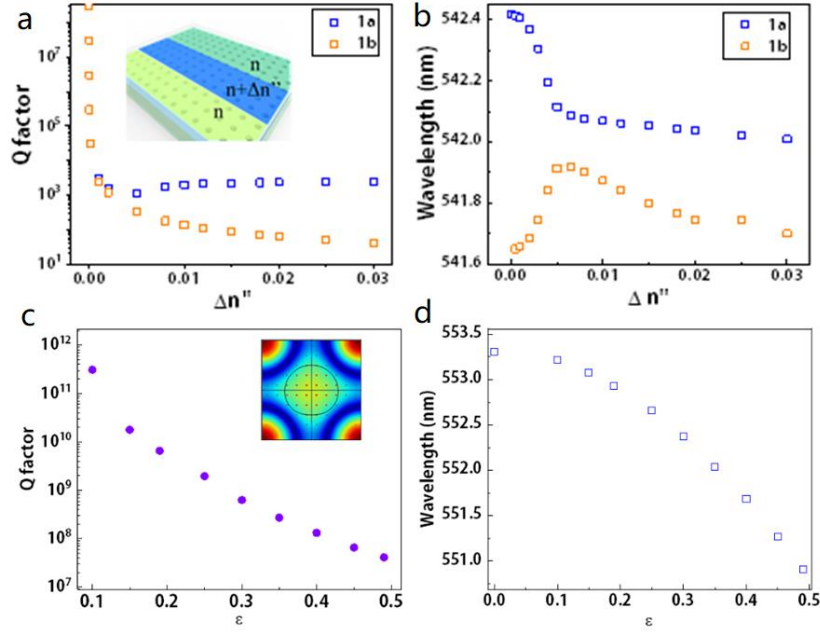 a
1a
1b
10⁷
10⁵
10³
10¹
Q factor
n
n+Δn''
n
0.00
0.01
0.02
0.03
Δn''
b
1a
1b
542.4
542.2
542.0
541.8
541.6
Wavelength (nm)
0.00
0.01
0.02
0.03
Δ n''
c
10¹²
10¹¹
10¹⁰
10⁹
10⁸
10⁷
Q factor
0.1
0.2
0.3
0.4
0.5
ε
d
553.5
553.0
552.5
552.0
551.5
551.0
Wavelength (nm)
0.0
0.1
0.2
0.3
0.4
0.5
ε